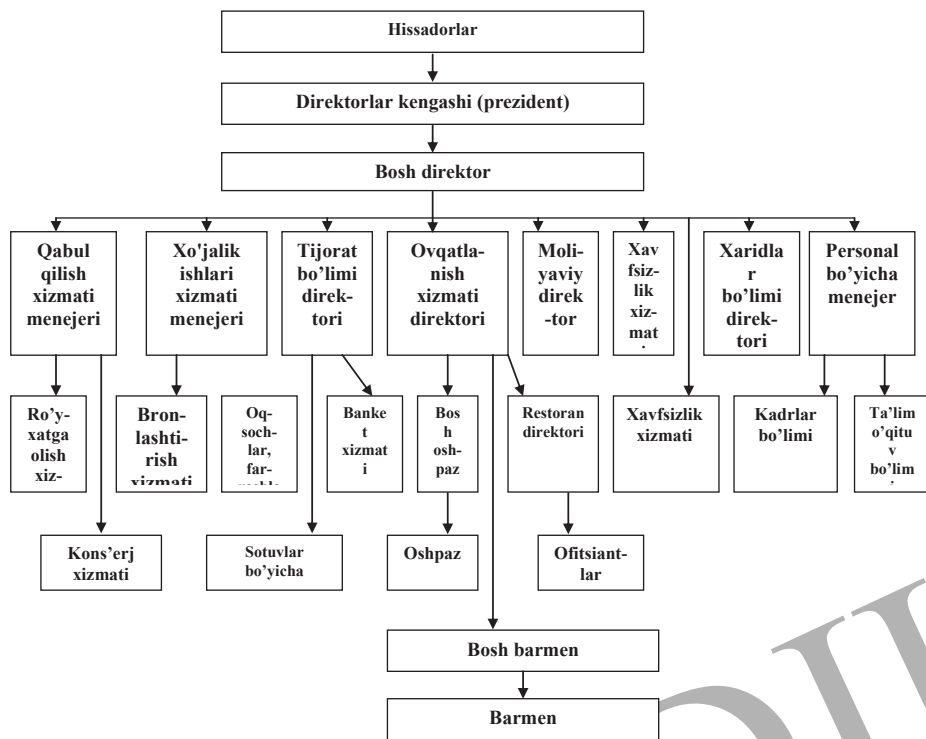 Hissadorlar
Direktorlar kengashi (prezident)
Bosh direktor
Qabul
qilish
xizmati
menejeri
Xo'jalik
ishlari
xizmati
menejeri
Tijorat
bo’limi
direk-
tori
Ovqatla-
nish
xizmati
direktori
Moli-
yaviy
direk
-tor
Xav
fsiz-
lik
xiz-
mat
Xaridla
r
bo’limi
direk-
tori
Personal
bo’yicha
menejer
Ro’y-
xatga
olish
xiz-
Bron-
lashti-
rish
xizmati
Oq-
soch-
lar,
far-
Banke
t
xizmat
i
Bos
h
osh-
paz
Restoran
direktori
Xavfsizlik
xizmati
Kadrlar
bo’limi
Ta’lim
o’qitu
v
bo’lim
Kons’erj
xizmati
Sotuvlar
bo’yicha
Oshpaz
Ofitsiant-
lar
Bosh barmen
Barmen